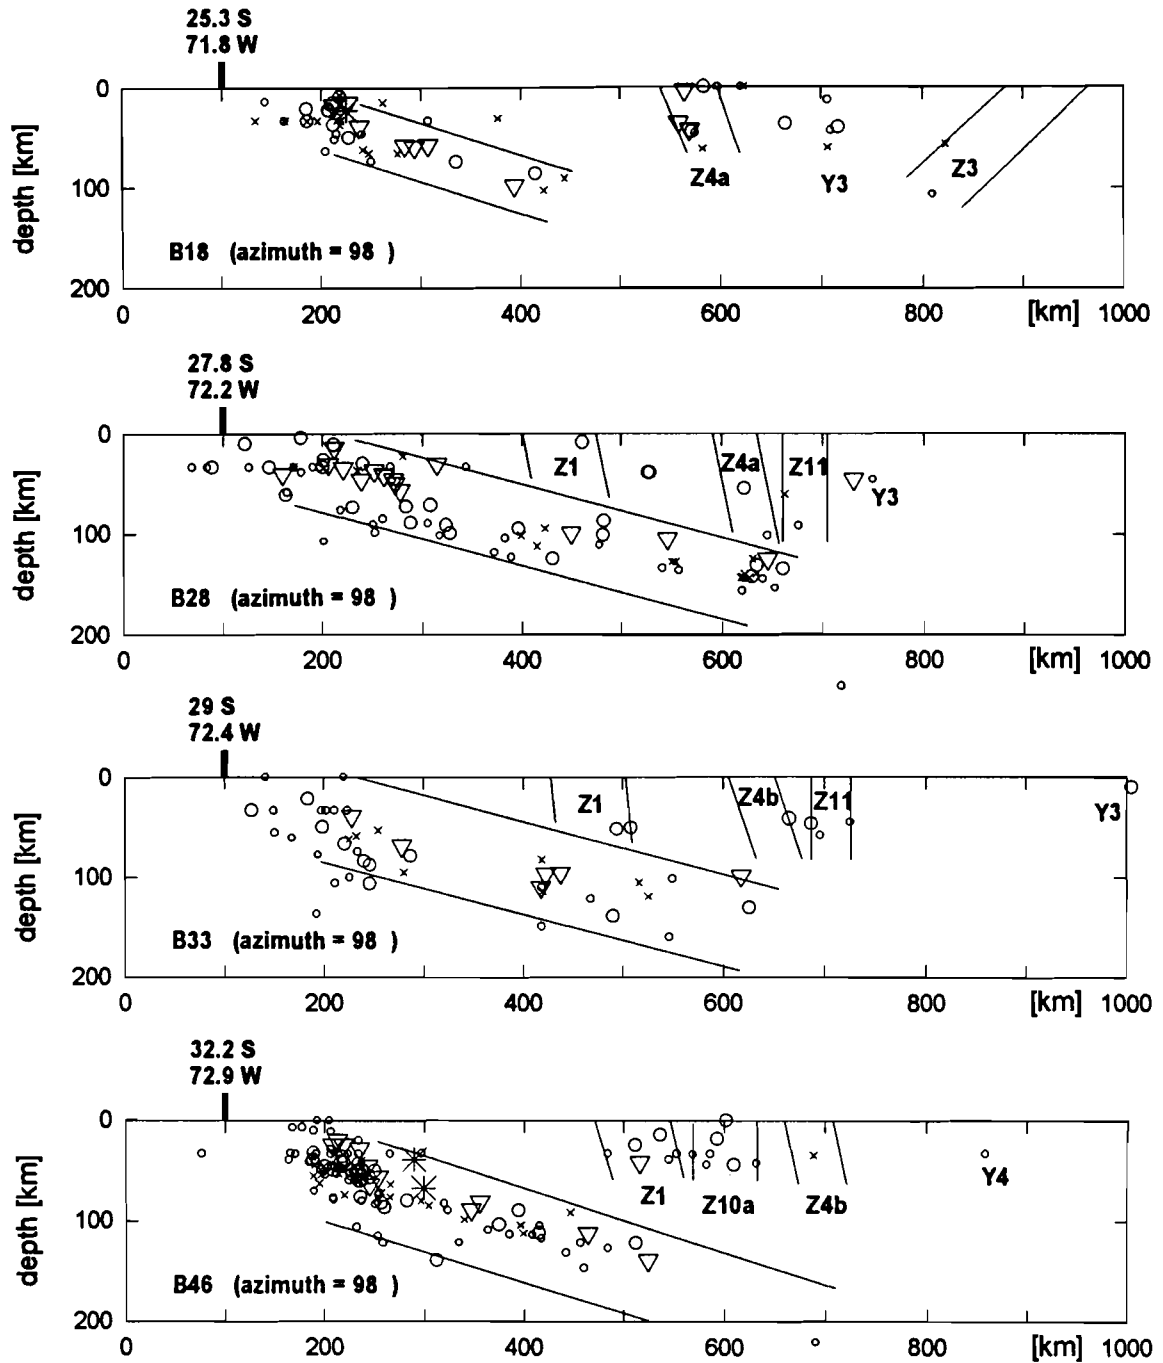 25.3 S
71.8 W
0
100
200
depth [km]
Z4a
Y3
Z3
B18 (azimuth = 98 )
0 200 400 600 [km] 800 1000
27.8 S
72.2 W
0
100
200
depth [km]
Z1
Z4a
Z11
Y3
B28 (azimuth = 98 )
0 200 400 600 800 [km] 1000
29 S
72.4 W
0
100
200
depth [km]
Z1
Z4b
Z11
Y3
B33 (azimuth = 98 )
0 200 400 600 800 [km] 1000
32.2 S
72.9 W
0
100
200
depth [km]
Z1
Z10a
Z4b
Y4
B46 (azimuth = 98 )
0 200 400 600 800 [km] 1000